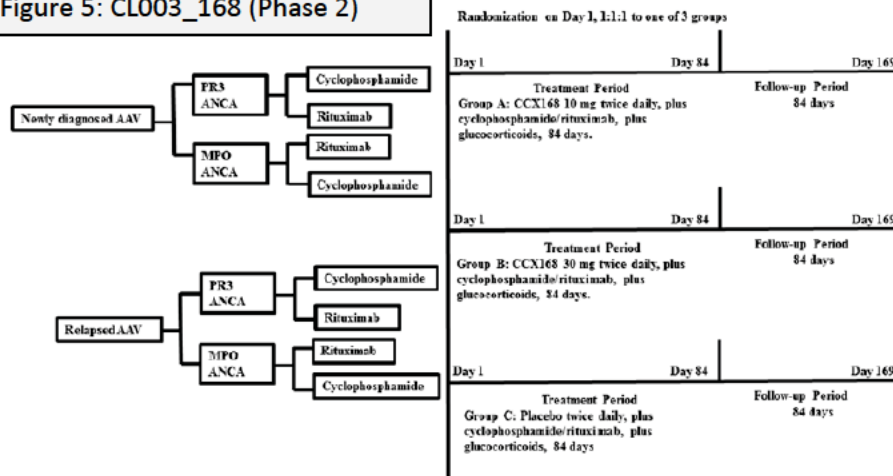 Figure 5: CL003_168 (Phase 2)
Newly diagnosed AAV
PR3
ANCA
Cyclophosphamide
Rituximab
MPO
ANCA
Rituximab
Cyclophosphamide
Relapsed AAV
PR3
ANCA
Cyclophosphamide
Rituximab
MPO
ANCA
Rituximab
Cyclophosphamide
Randomization on Day 1, 1:1:1 to one of 3 groups
Day 1
Day 84
Day 169
Treatment Period
Group A: CCX168 10 mg twice daily, plus
cyclophosphamide/rituximab, plus
glucocorticoids, 84 days.
Follow-up Period
84 days
Day 1
Day 84
Day 169
Treatment Period
Group B: CCX168 30 mg twice daily, plus
cyclophosphamide/rituximab, plus
glucocorticoids, 84 days.
Follow-up Period
84 days
Day 1
Day 84
Day 169
Treatment Period
Group C: Placebo twice daily, plus
cyclophosphamide/rituximab, plus
glucocorticoids, 84 days
Follow-up Period
84 days